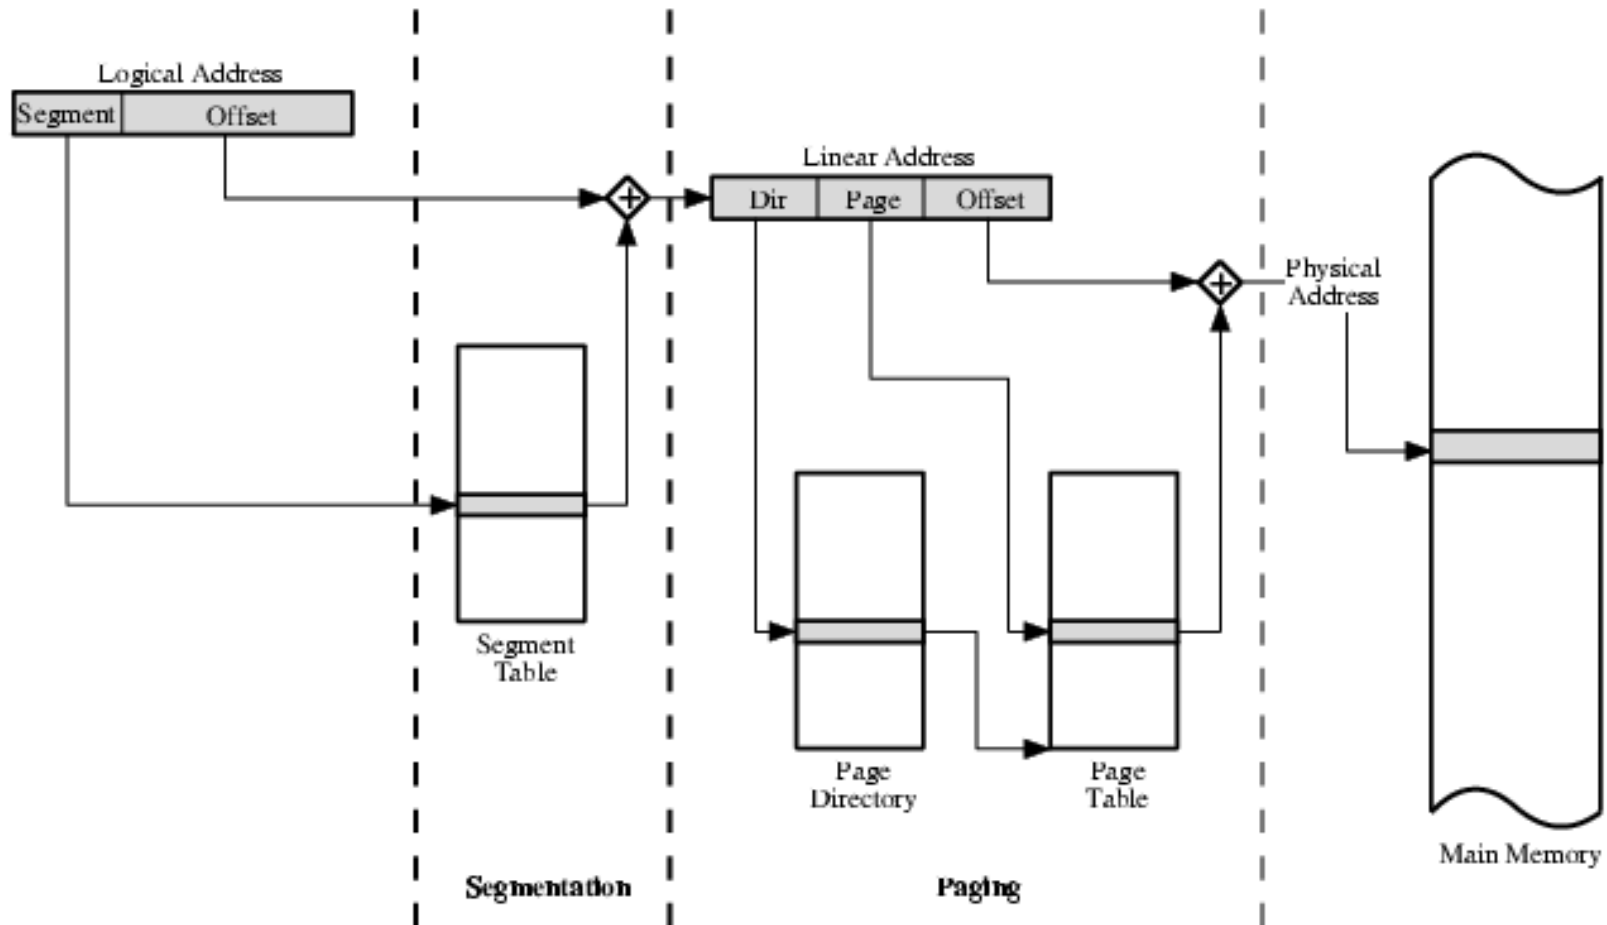 Logical Address
Segment Offset
Linear Address
Dir Page Offset
Physical
Address
Segment
Table
Page
Directory
Page
Table
Main Memory
Segmentation
Paging